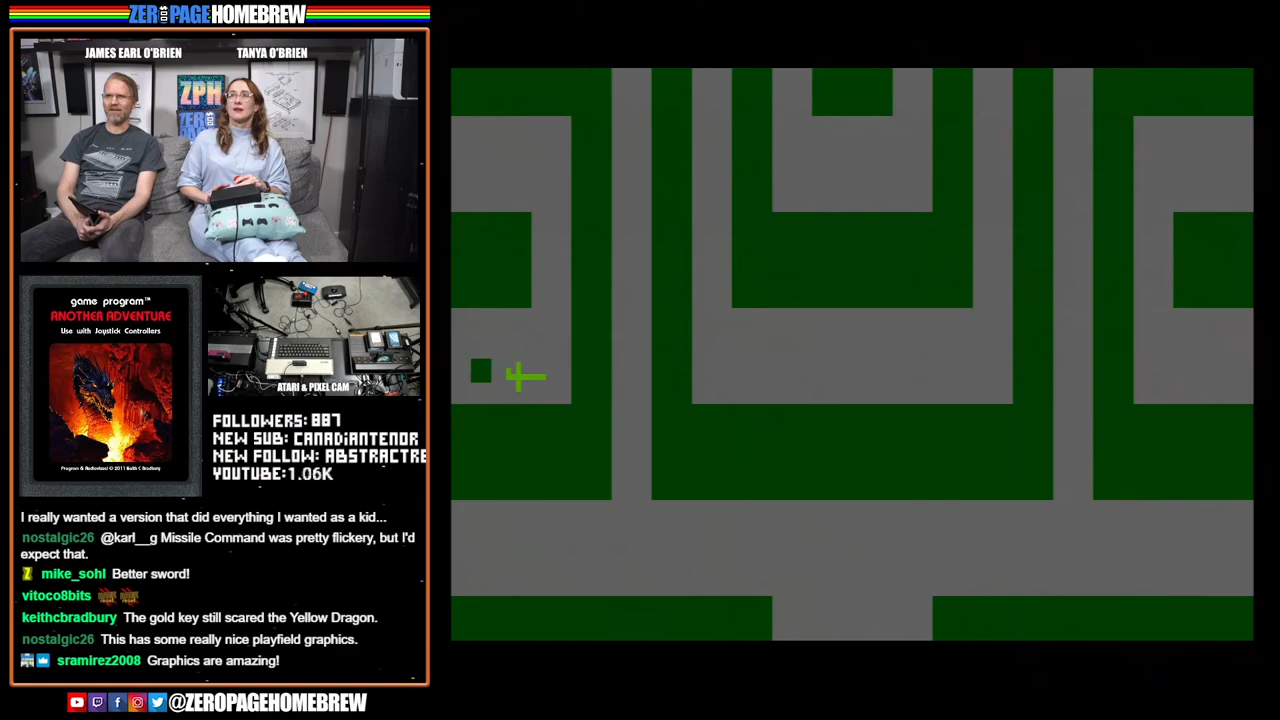 ZEROPAGE HOMEBREW
JAMES EARL O'BRIEN
TANYA O'BRIEN
ZPH
game program™
ANOTHER ADVENTURE
Use with Joystick Controllers
ATARI & PIXEL CAM
FOLLOWERS: 887
NEW SUB: CANADIANTENOR
NEW FOLLOW: ABSTRACTRE
YOUTUBE:1.06K
I really wanted a version that did everything I wanted as a kid...
nostalgic26 @karl__g Missile Command was pretty flickery, but I'd
expect that.
mike_sohl Better sword!
vitoco8bits
keithcbradbury The gold key still scared the Yellow Dragon.
nostalgic26 This has some really nice playfield graphics.
sramirez2008 Graphics are amazing!
@ZEROPAGEHOMEBREW